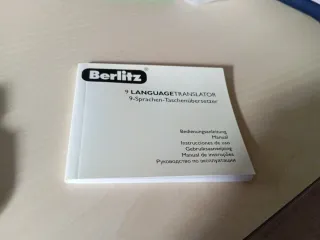 Berlitz
9 LANGUAGETRANSLATOR
9-Sprachen-Taschenübersetzer
Bedienungsanleitung
Manual
Instrucciones de uso
Gebruiksaanwijzing
Manual de instruções
Руководство по эксплуатации